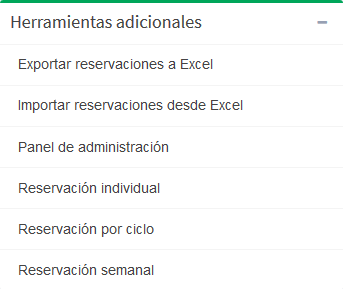 Herramientas adicionales
Exportar reservaciones a Excel
Importar reservaciones desde Excel
Panel de administración
Reservación individual
Reservación por ciclo
Reservación semanal